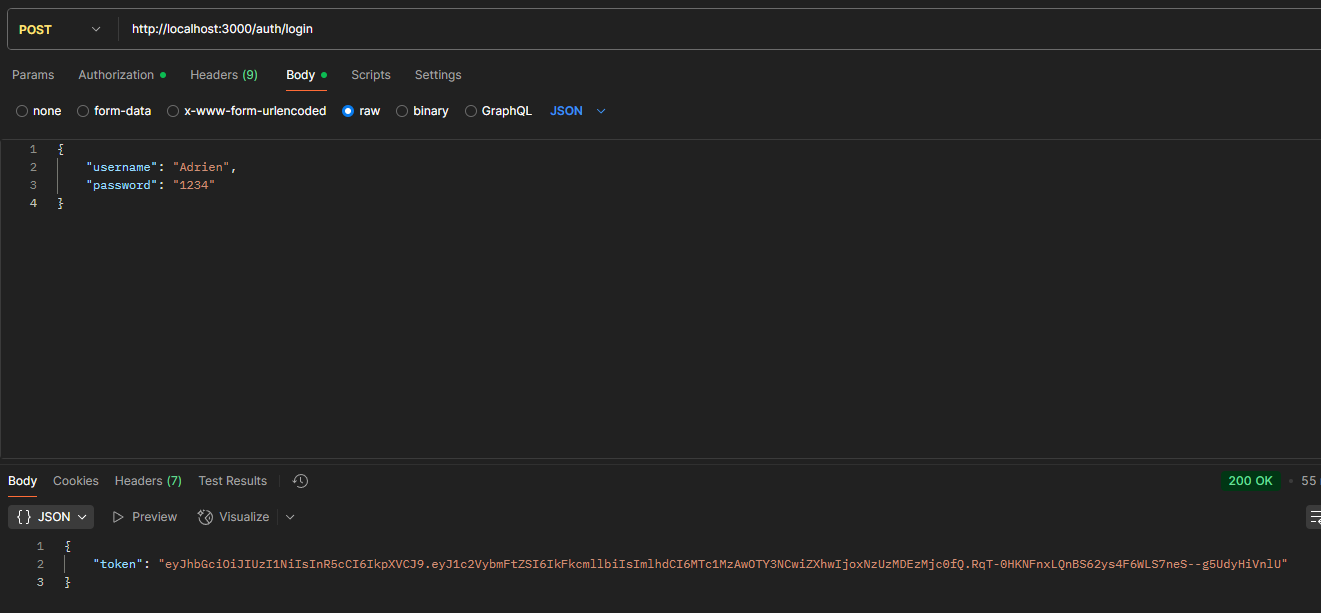 POST http://localhost:3000/auth/login
Params Authorization Headers (9) Body Scripts Settings
none form-data x-www-form-urlencoded raw binary GraphQL JSON
1 {
2 "username": "Adrien",
3 "password": "1234"
4 }
Body Cookies Headers (7) Test Results 200 OK 55
{} JSON Preview Visualize
1 {
2 "token": "eyJhbGciOiJIUzI1NiIsInR5cCI6IkpXVCJ9.eyJ1c2VybmFtZSI6IkFkcmllbiIsImlhdCI6MTc1MzAwOTY3NCwiZXhwIjoxNzUzMDEzMjc0fQ.RqT-0HKNFnxLQnBS62ys4F6WLS7neS--g5UdyHiVnlU"
3 }